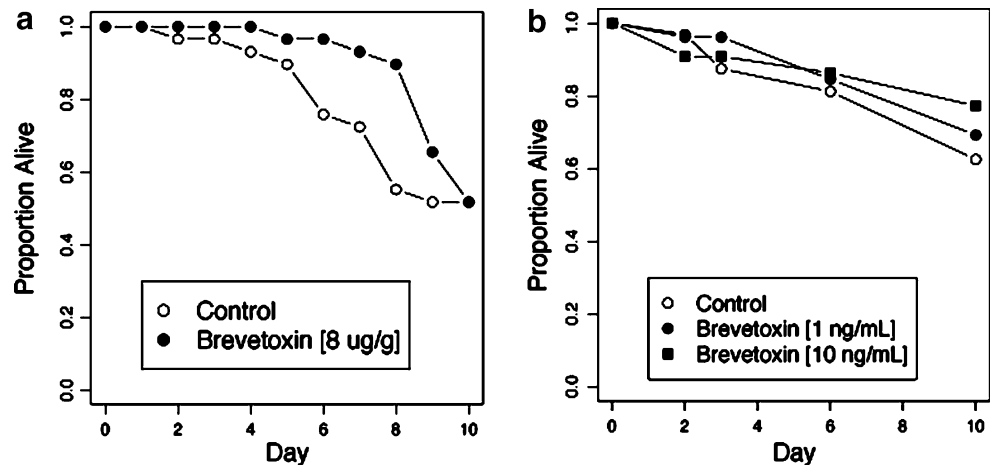 a
Proportion Alive
1.0
0.8
0.6
0.4
0.2
0.0
Control
Brevetoxin [8 ug/g]
0 2 4 6 8 10
Day
b
Proportion Alive
1.0
0.8
0.6
0.4
0.2
0.0
Control
Brevetoxin [1 ng/mL]
Brevetoxin [10 ng/mL]
0 2 4 6 8 10
Day